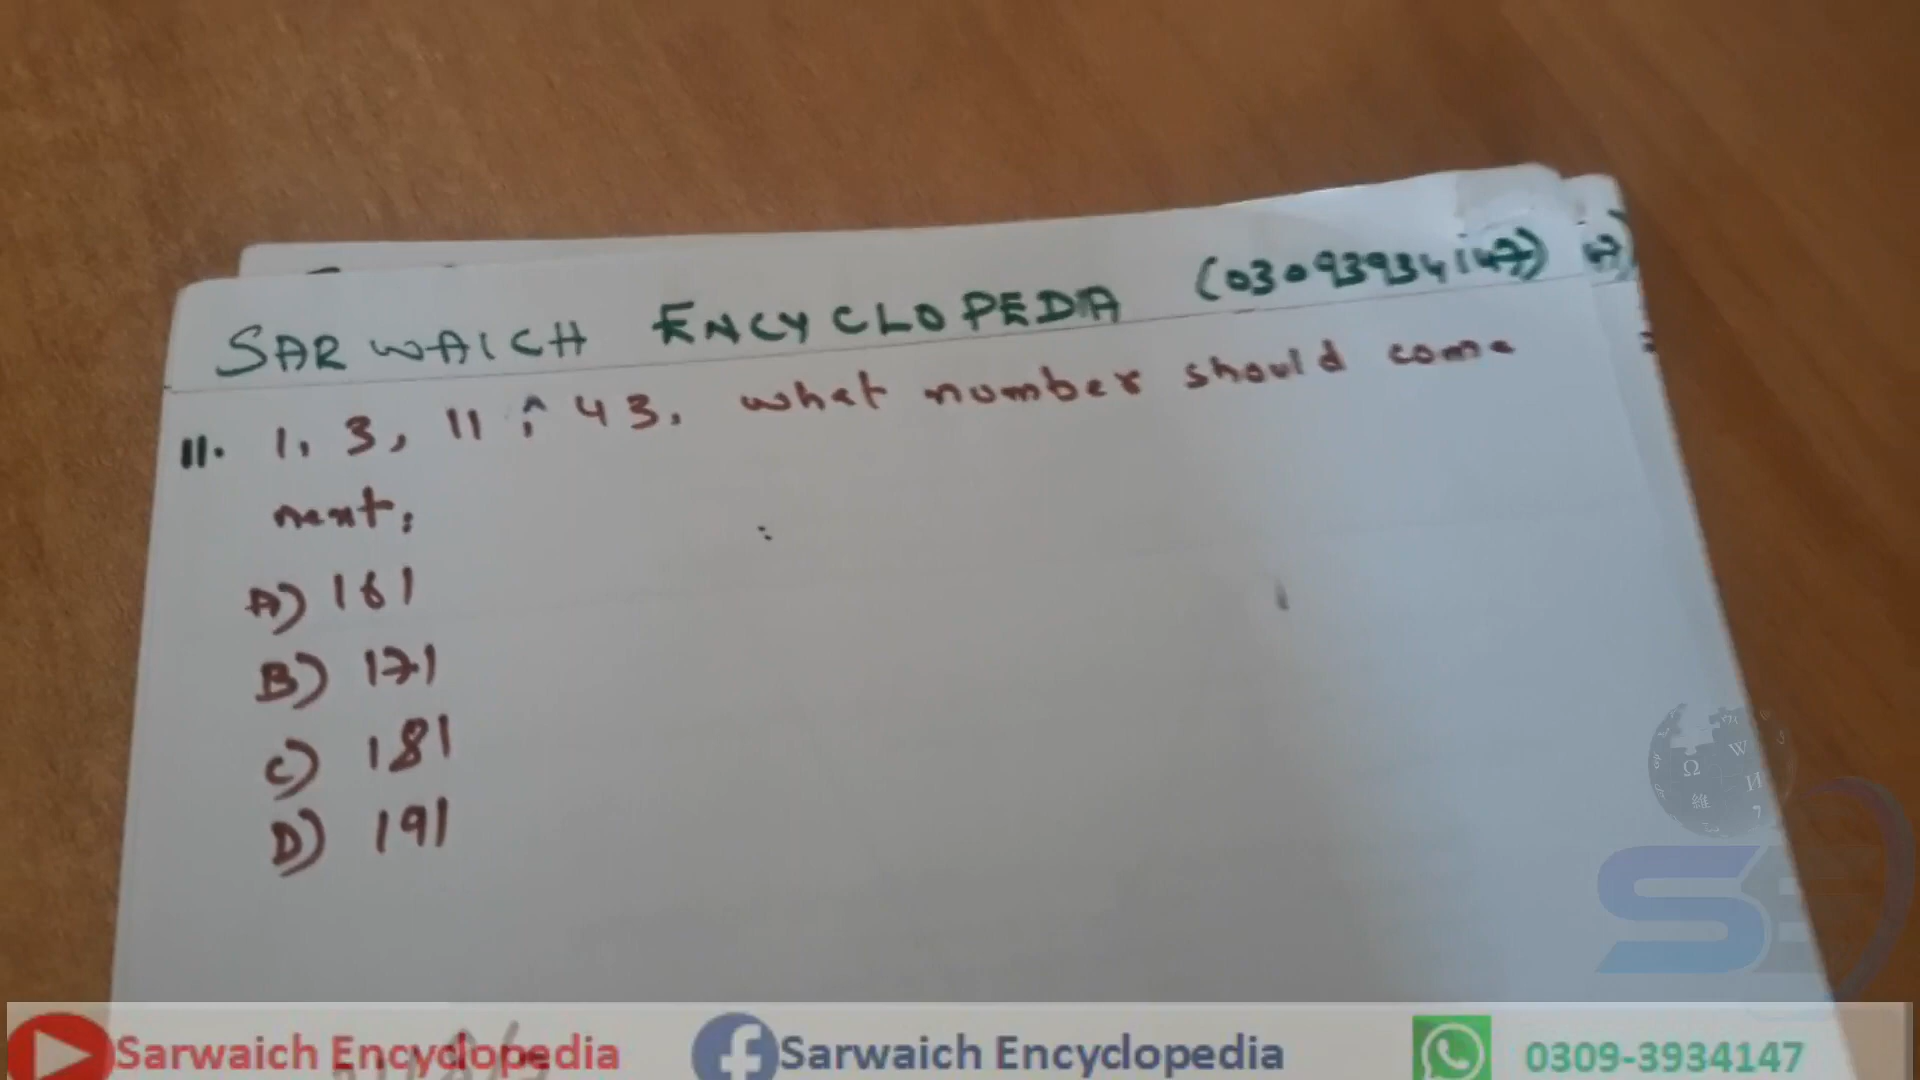 SARWAICH ENCYCLOPEDA (03093934147)
11. 1, 3, 11, 43, what number should come
next:
A) 161
B) 171
C) 181
D) 191
Sarwaich Encyclopedia Sarwaich Encyclopedia 0309-3934147